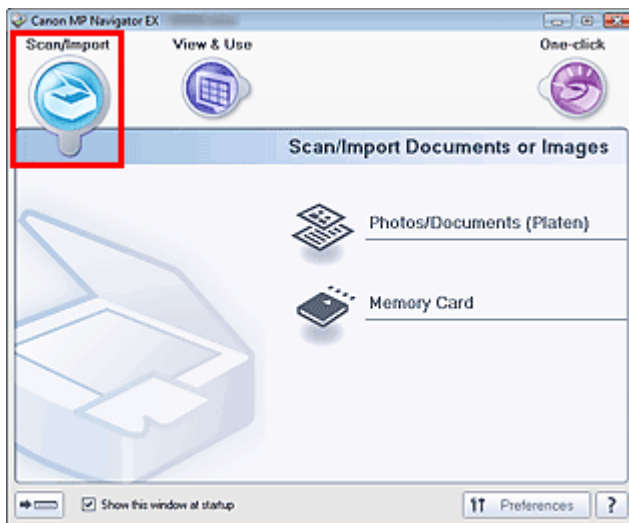 Canon MP Navigator EX
Scan/Import View & Use One-click
Scan/Import Documents or Images
Photos/Documents (Platen)
Memory Card
Show this window at startup Preferences ?